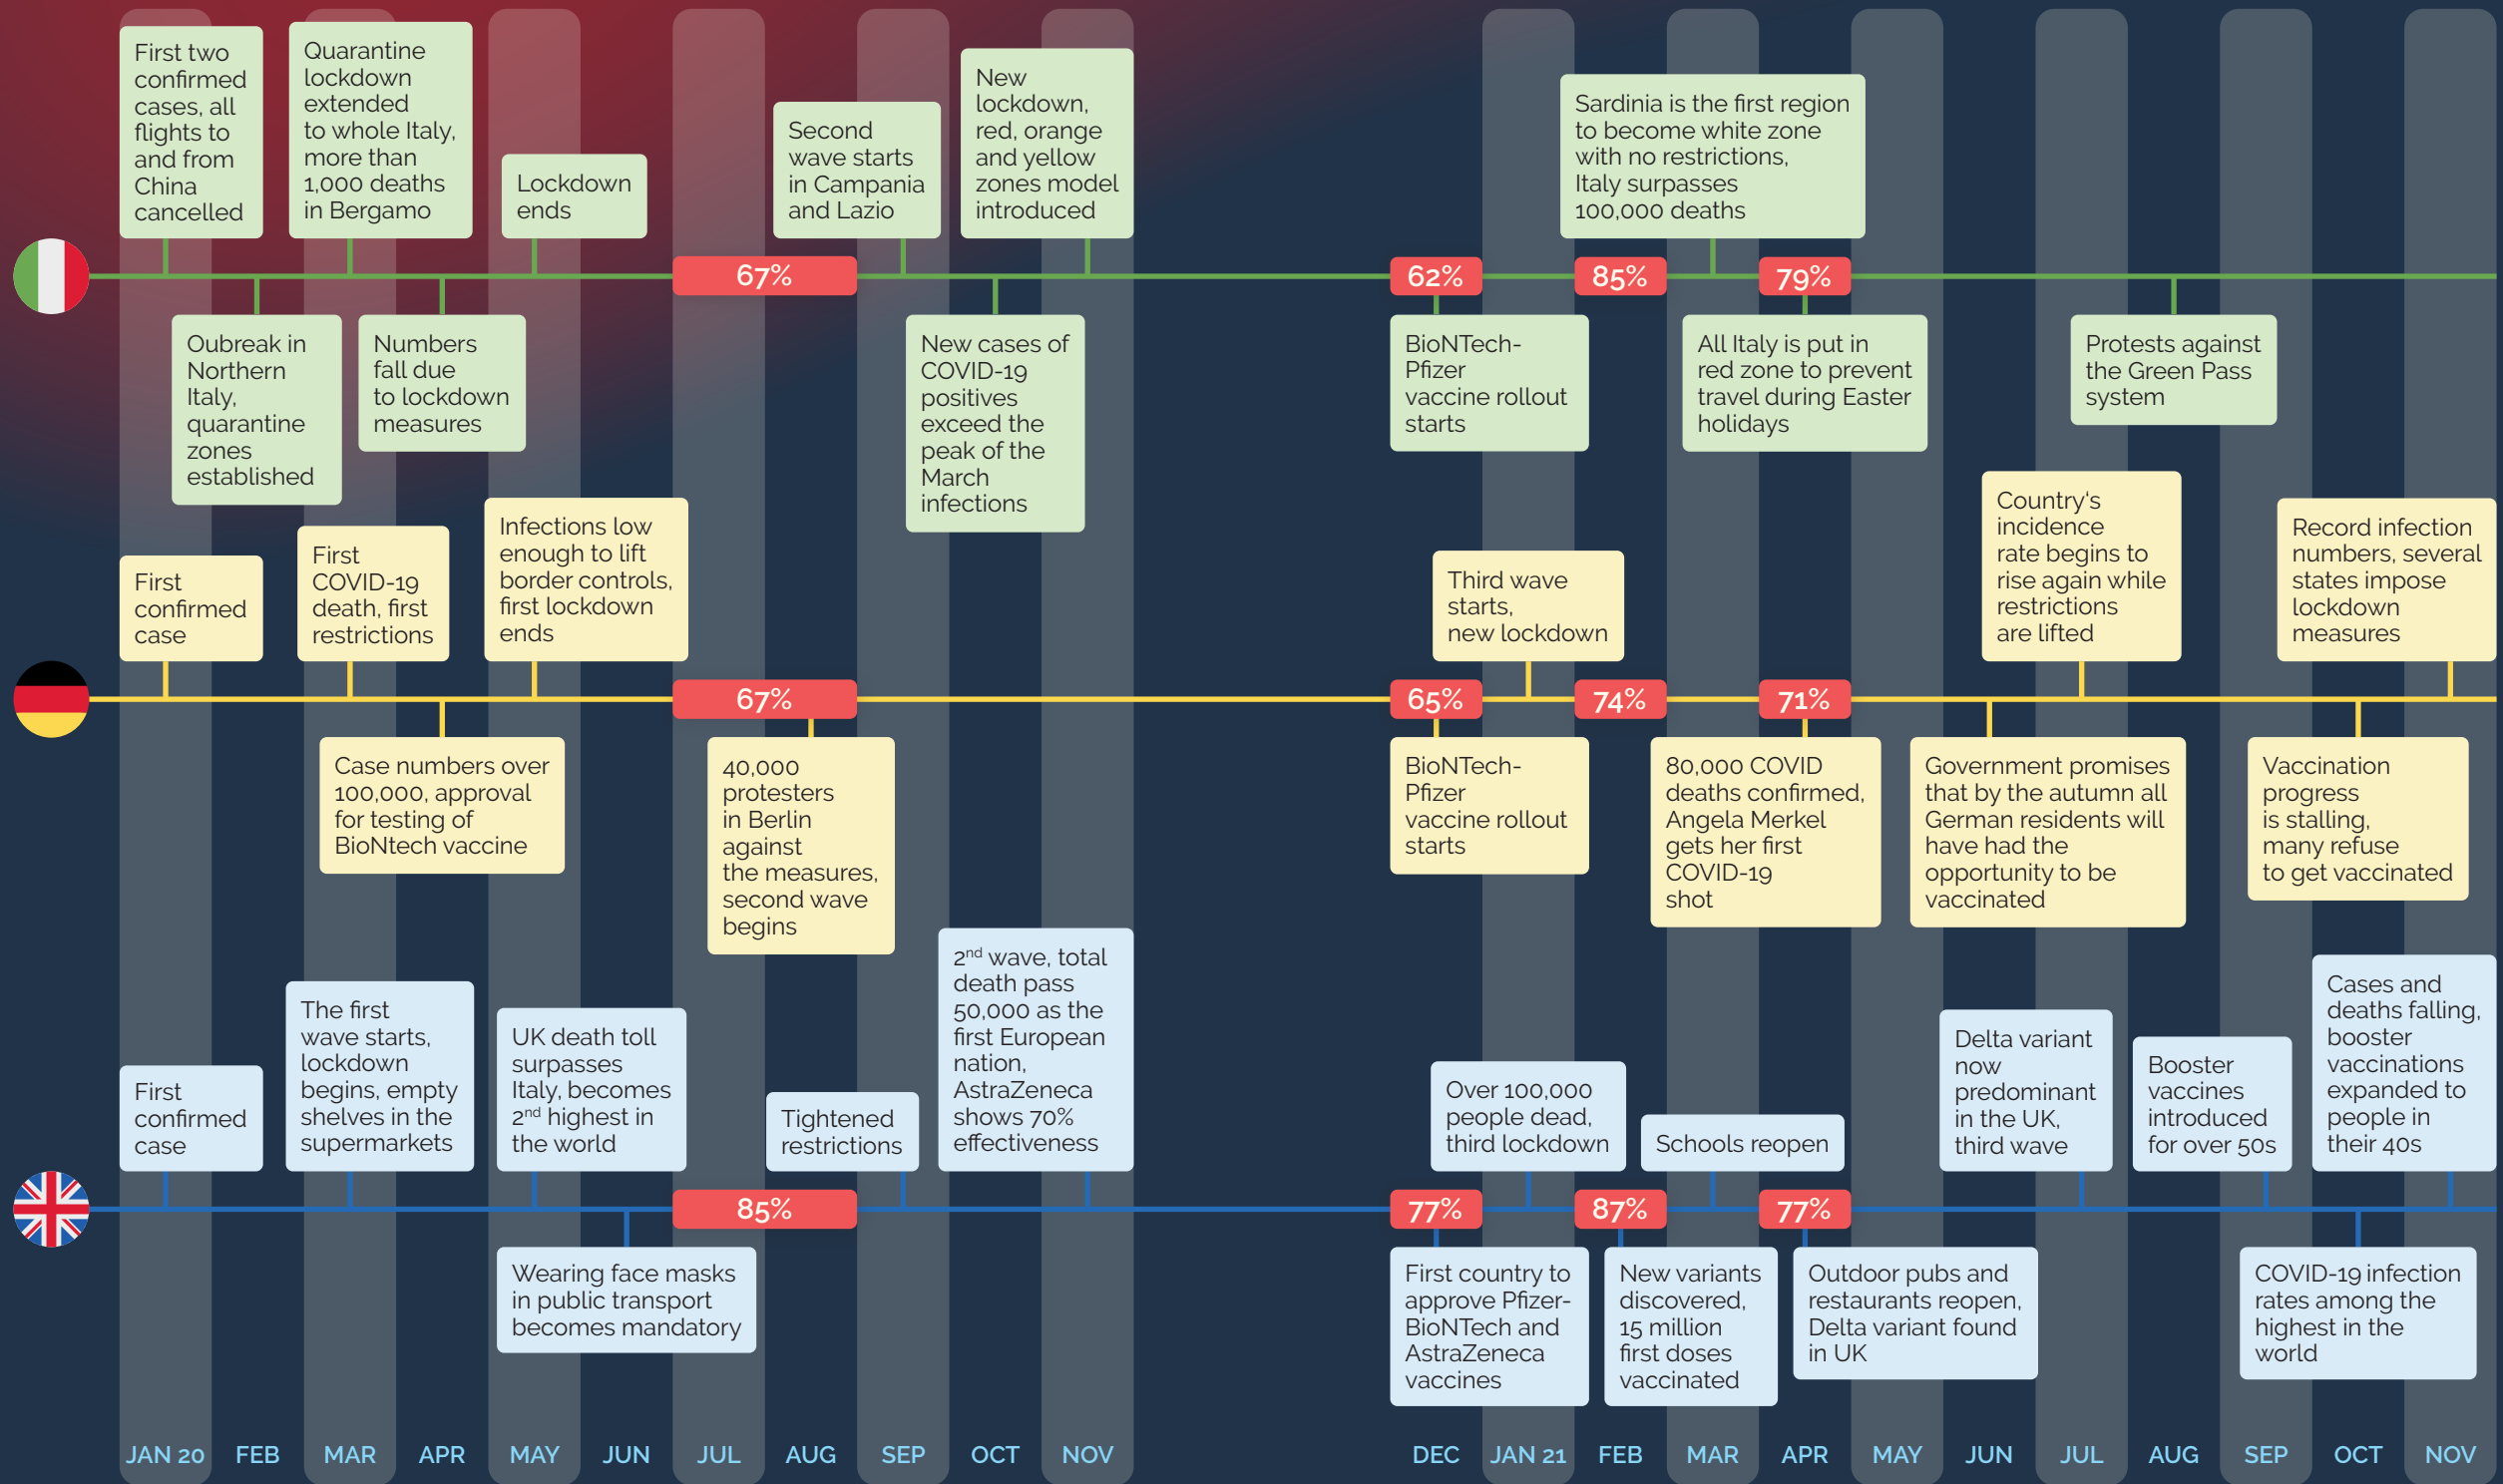 First two
confirmed
cases, all
flights to
and from
China
cancelled
Quarantine
lockdown
extended
to whole Italy,
more than
1,000 deaths
in Bergamo
Lockdown
ends
Second
wave starts
in Campania
and Lazio
New
lockdown,
red, orange
and yellow
zones model
introduced
Sardinia is the first region
to become white zone
with no restrictions,
Italy surpasses
100,000 deaths
67%
62%
85%
79%
Oubreak in
Northern
Italy,
quarantine
zones
established
Numbers
fall due
to lockdown
measures
New cases of
COVID-19
positives
exceed the
peak of the
March
infections
BioNTech-
Pfizer
vaccine rollout
starts
All Italy is put in
red zone to prevent
travel during Easter
holidays
Protests against
the Green Pass
system
First
confirmed
case
First
COVID-19
death, first
restrictions
Infections low
enough to lift
border controls,
first lockdown
ends
Third wave
starts,
new lockdown
Country‘s
incidence
rate begins to
rise again while
restrictions
are lifted
Record infection
numbers, several
states impose
lockdown
measures
67%
65%
74%
71%
Case numbers over
100,000, approval
for testing of
BioNtech vaccine
40,000
protesters
in Berlin
against
the measures,
second wave
begins
BioNTech-
Pfizer
vaccine rollout
starts
80,000 COVID
deaths confirmed,
Angela Merkel
gets her first
COVID-19
shot
Government promises
that by the autumn all
German residents will
have had the
opportunity to be
vaccinated
Vaccination
progress
is stalling,
many refuse
to get vaccinated
First
confirmed
case
The first
wave starts,
lockdown
begins, empty
shelves in the
supermarkets
UK death toll
surpasses
Italy, becomes
2nd highest in
the world
Tightened
restrictions
2nd wave, total
death pass
50,000 as the
first European
nation,
AstraZeneca
shows 70%
effectiveness
Over 100,000
people dead,
third lockdown
Schools reopen
Delta variant
now
predominant
in the UK,
third wave
Booster
vaccines
introduced
for over 50s
Cases and
deaths falling,
booster
vaccinations
expanded to
people in
their 40s
85%
77%
87%
77%
Wearing face masks
in public transport
becomes mandatory
First country to
approve Pfizer-
BioNTech and
AstraZeneca
vaccines
New variants
discovered,
15 million
first doses
vaccinated
Outdoor pubs and
restaurants reopen,
Delta variant found
in UK
COVID-19 infection
rates among the
highest in the
world
JAN 20 FEB MAR APR MAY JUN JUL AUG SEP OCT NOV DEC JAN 21 FEB MAR APR MAY JUN JUL AUG SEP OCT NOV